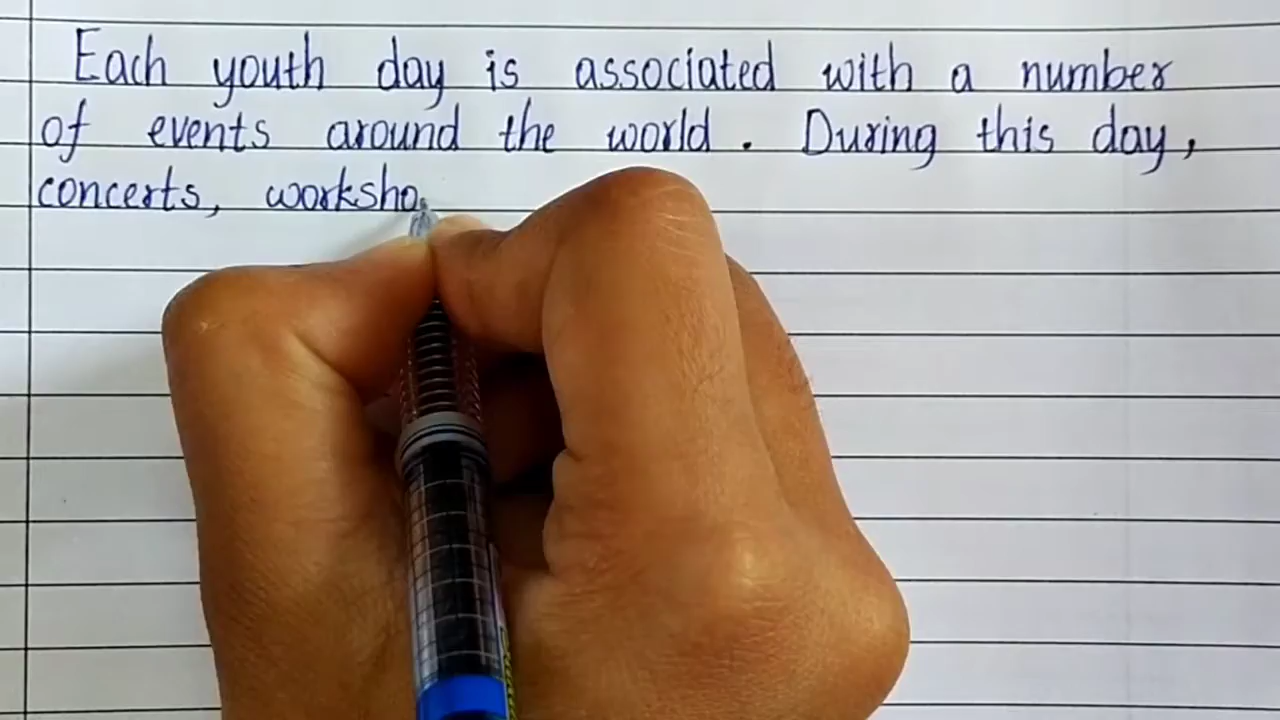 Each youth day is associated with a number
of events around the world. During this day,
concerts, worksho